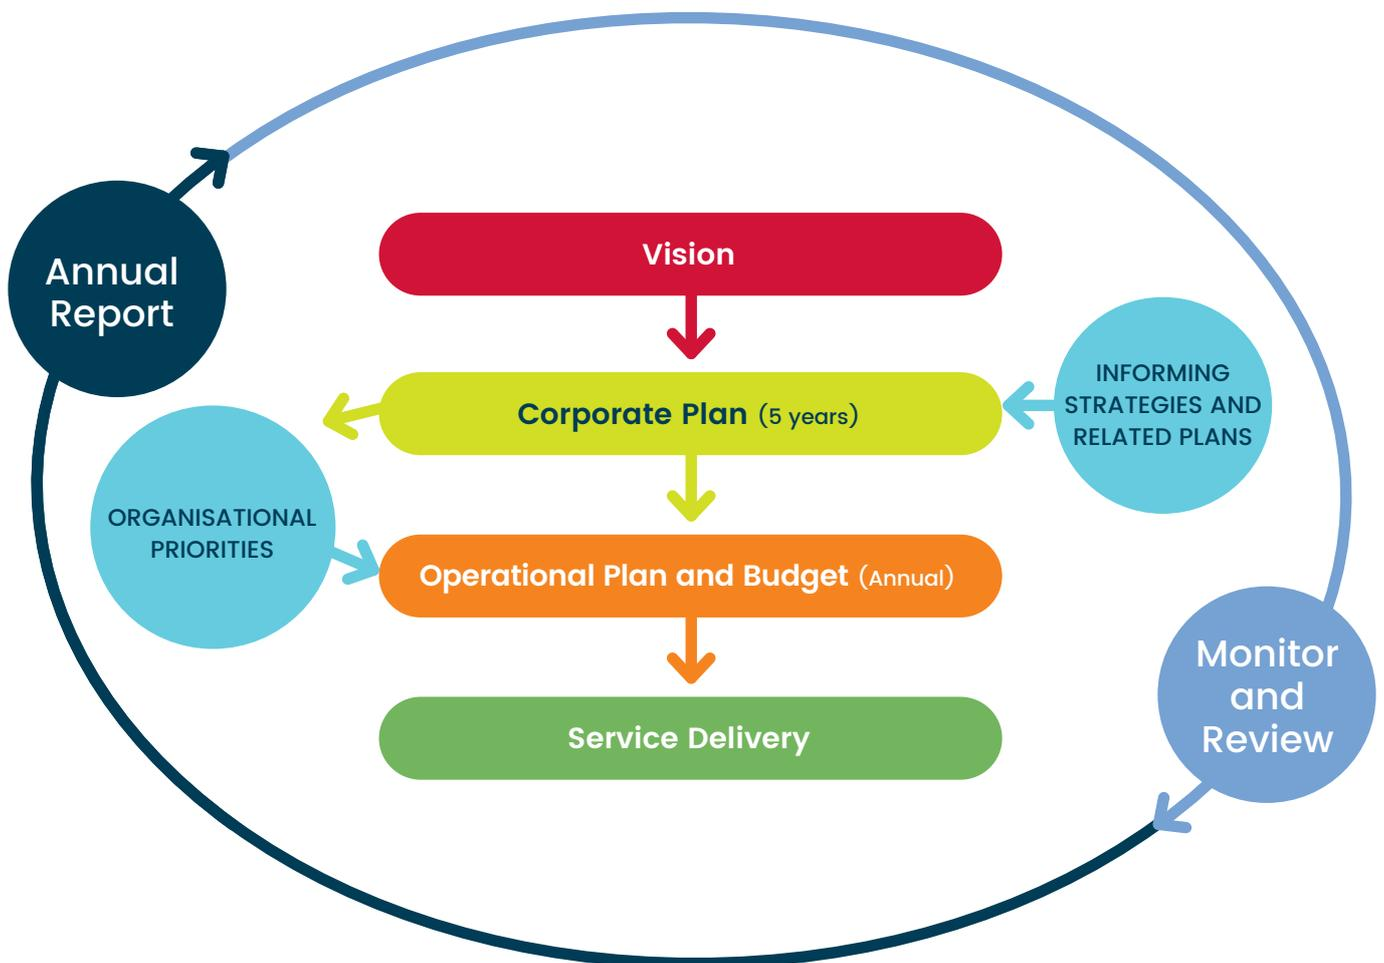 Annual
Report
Vision
Corporate Plan (5 years)
INFORMING
STRATEGIES AND
RELATED PLANS
ORGANISATIONAL
PRIORITIES
Operational Plan and Budget (Annual)
Service Delivery
Monitor
and
Review